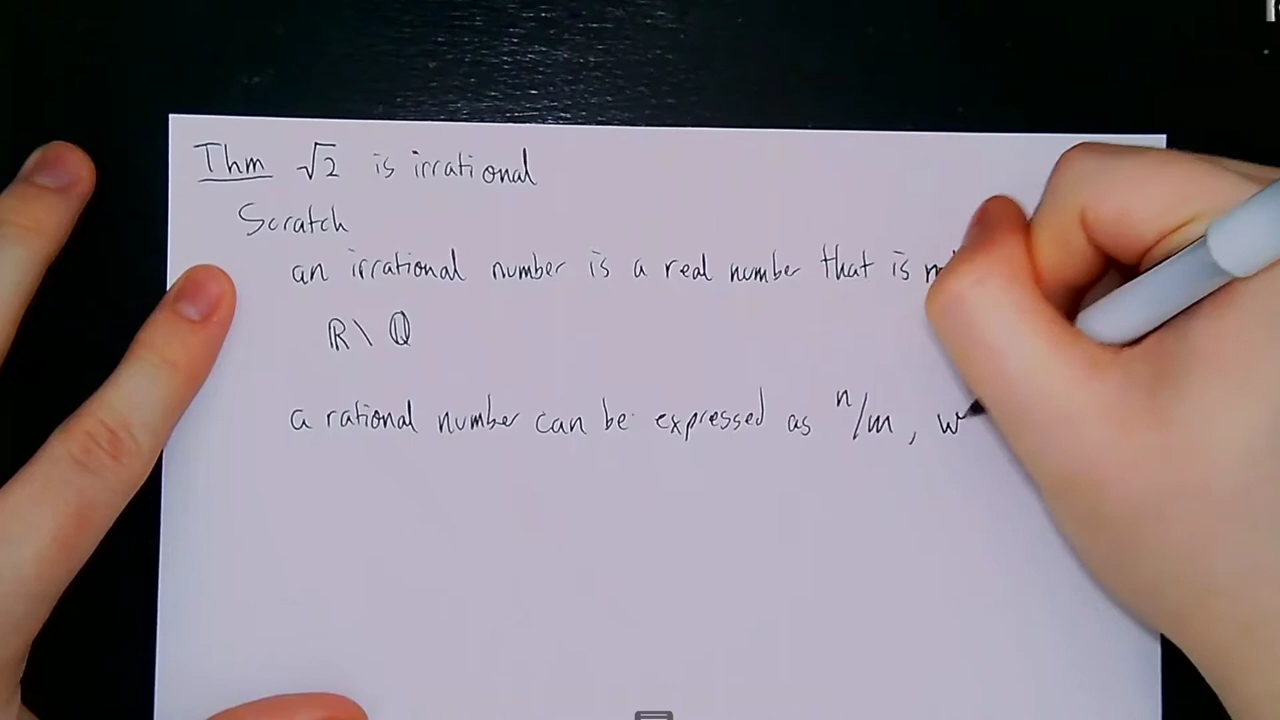 Thm √2 is irrational
Scratch
an irrational number is a real number that is
ℝ \ ℚ
a rational number can be expressed as n/m, w